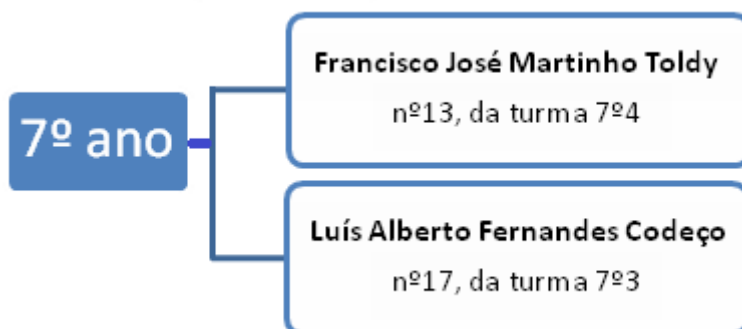 7º ano
Francisco José Martinho Toldy
nº13, da turma 7º4
Luís Alberto Fernandes Codeço
nº17, da turma 7º3